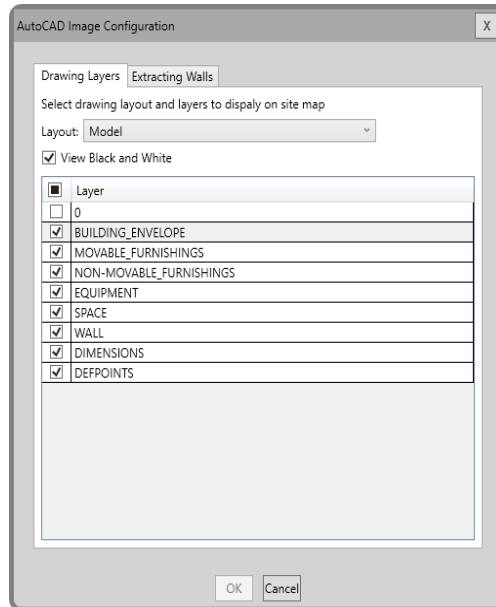 AutoCAD Image Configuration X
Drawing Layers Extracting Walls
Select drawing layout and layers to dispaly on site map
Layout: Model
View Black and White
Layer
0
BUILDING_ENVELOPE
MOVABLE_FURNISHINGS
NON-MOVABLE_FURNISHINGS
EQUIPMENT
SPACE
WALL
DIMENSIONS
DEFPOINTS
OK Cancel